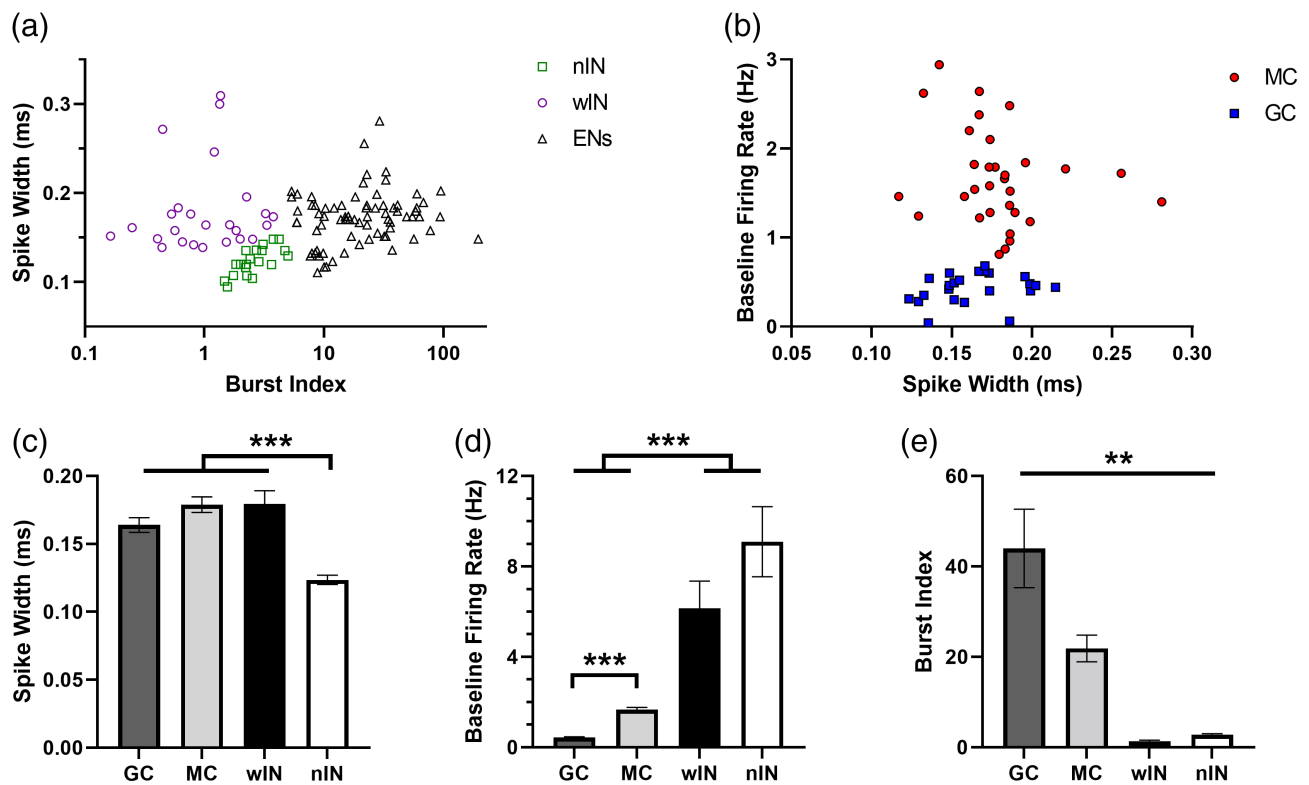 (a)
Spike Width (ms)
0.3
0.2
0.1
0.1 1 10 100
Burst Index
nIN
wIN
ENs
(b)
Baseline Firing Rate (Hz)
3
2
1
0
0.05 0.10 0.15 0.20 0.25 0.30
Spike Width (ms)
MC
GC
(c)
***
Spike Width (ms)
0.20
0.15
0.10
0.05
0.00
GC MC wIN nIN
(d)
***
Baseline Firing Rate (Hz)
12
8
4
0
***
GC MC wIN nIN
(e)
**
Burst Index
60
40
20
0
GC MC wIN nIN